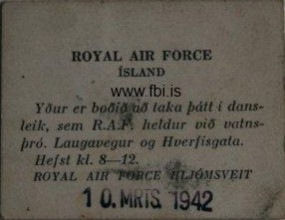 ROYAL AIR FORCE
ÍSLAND
www.fbi.is
Yður er boðið að taka þátt í dans-
leik, sem R.A.F. heldur við vatns-
þró. Laugavegur og Hverfisgata.
Hefst kl. 8—12.
ROYAL AIR FORCE HLJÓMSVEIT
10. MRTS. 1942